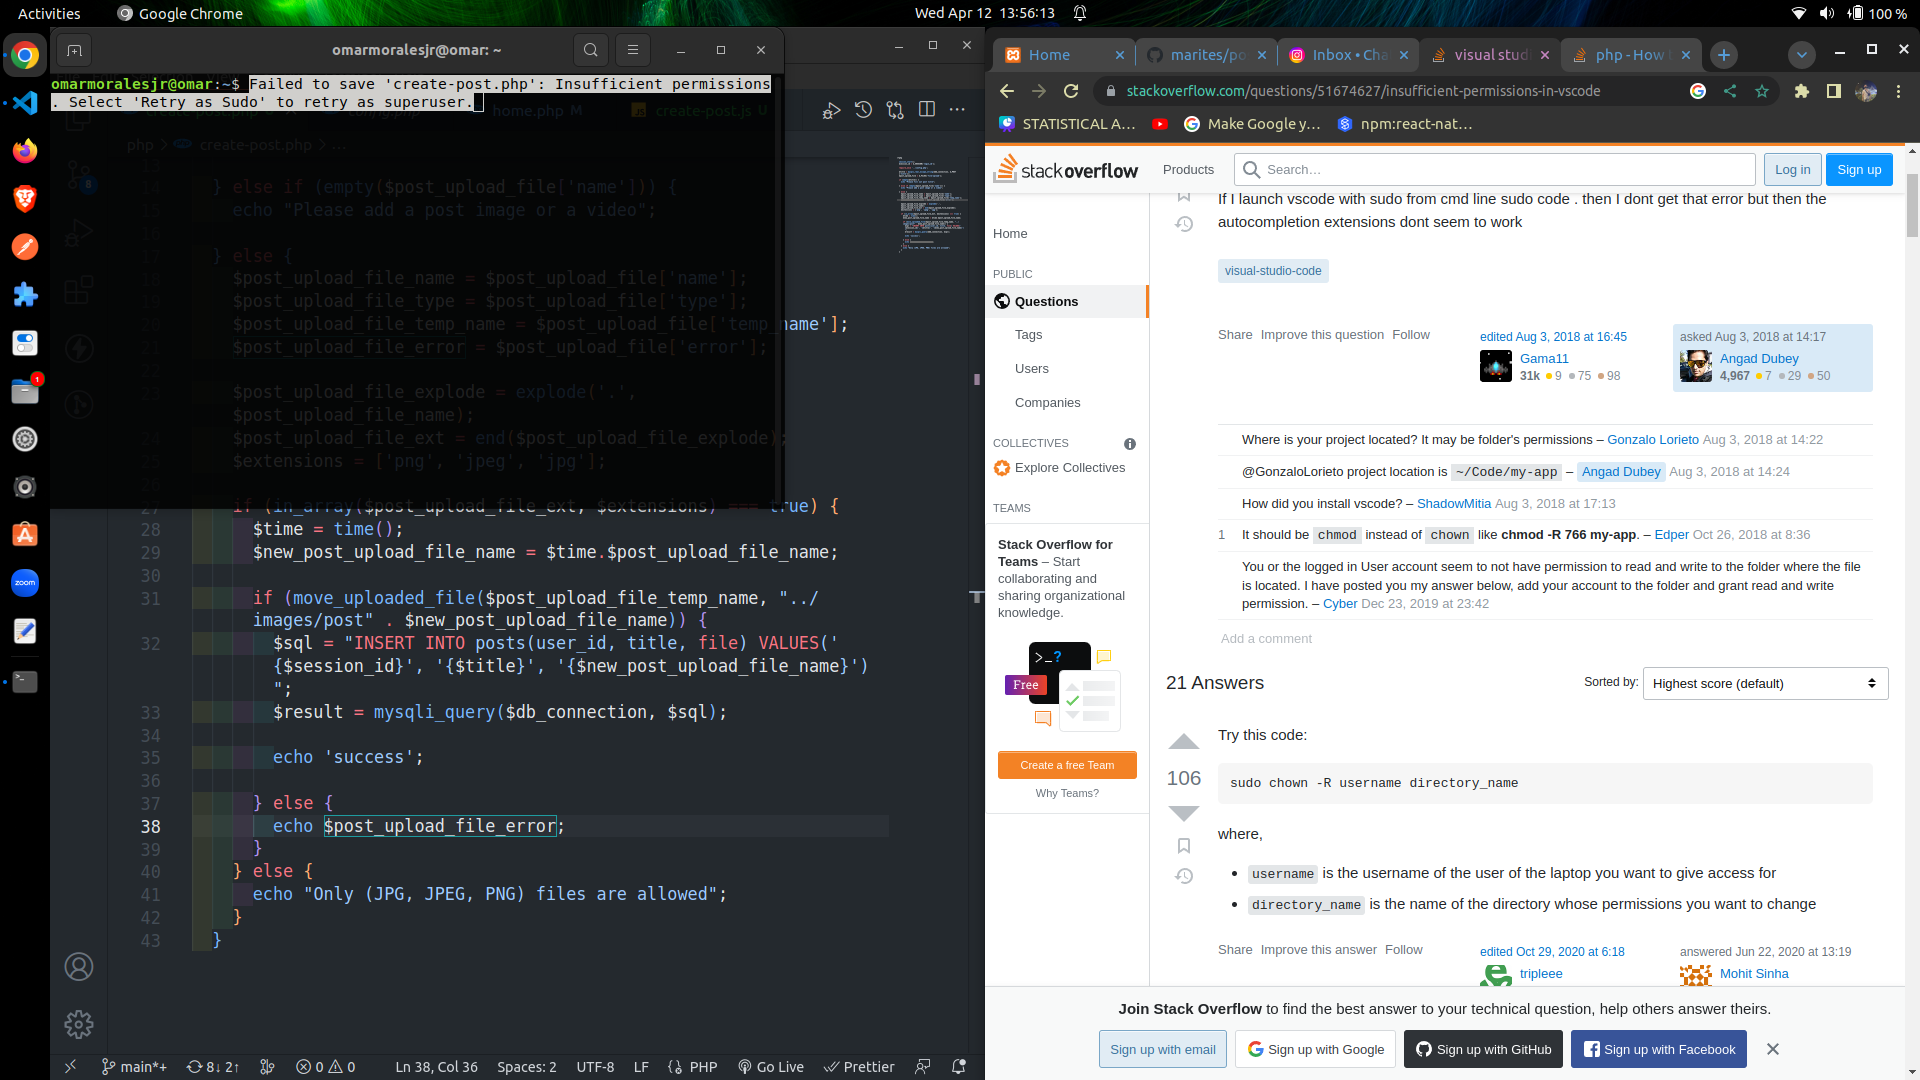 Activities
Google Chrome
Wed Apr 12 13:56:13
100 %
omarmoralesjr@omar: ~
omarmoralesjr@omar:~$ Failed to save 'create-post.php': Insufficient permissions
. Select 'Retry as Sudo' to retry as superuser.
create-post.php
config.php
home.php M
create-post.js U
php > create-post.php > ...
13
14 } else if (empty($post_upload_file['name'])) {
15 echo "Please add a post image or a video";
16
17 } else {
18 $post_upload_file_name = $post_upload_file['name'];
19 $post_upload_file_type = $post_upload_file['type'];
20 $post_upload_file_temp_name = $post_upload_file['temp_name'];
21 $post_upload_file_error = $post_upload_file['error'];
22
23 $post_upload_file_explode = explode('.',
$post_upload_file_name);
24 $post_upload_file_ext = end($post_upload_file_explode);
25 $extensions = ['png', 'jpeg', 'jpg'];
26
27 if (in_array($post_upload_file_ext, $extensions) === true) {
28 $time = time();
29 $new_post_upload_file_name = $time.$post_upload_file_name;
30
31 if (move_uploaded_file($post_upload_file_temp_name, "../
images/post" . $new_post_upload_file_name)) {
32 $sql = "INSERT INTO posts(user_id, title, file) VALUES('
{$session_id}', '{$title}', '{$new_post_upload_file_name}')
";
33 $result = mysqli_query($db_connection, $sql);
34
35 echo 'success';
36
37 } else {
38 echo $post_upload_file_error;
39 }
40 } else {
41 echo "Only (JPG, JPEG, PNG) files are allowed";
42 }
43 }
main*+
8↓ 2↑
0 0
Ln 38, Col 36
Spaces: 2
UTF-8
LF
PHP
Go Live
Prettier
zoom
1
8
Home
marites/po
Inbox • Cha
visual stud
php - How t
stackoverflow.com/questions/51674627/insufficient-permissions-in-vscode
STATISTICAL A...
Make Google y...
npm:react-nat...
stackoverflow
Products
Search...
Log in
Sign up
Home
PUBLIC
Questions
Tags
Users
Companies
COLLECTIVES
Explore Collectives
TEAMS
Stack Overflow for
Teams – Start
collaborating and
sharing organizational
knowledge.
>_?
Free
Create a free Team
Why Teams?
If I launch vscode with sudo from cmd line sudo code . then I dont get that error but then the
autocompletion extensions dont seem to work
visual-studio-code
Share Improve this question Follow
edited Aug 3, 2018 at 16:45
Gama11
31k 9 75 98
asked Aug 3, 2018 at 14:17
Angad Dubey
4,967 7 29 50
Where is your project located? It may be folder's permissions – Gonzalo Lorieto Aug 3, 2018 at 14:22
@GonzaloLorieto project location is ~/Code/my-app – Angad Dubey Aug 3, 2018 at 14:24
How did you install vscode? – ShadowMitia Aug 3, 2018 at 17:13
1 It should be chmod instead of chown like chmod -R 766 my-app. – Edper Oct 26, 2018 at 8:36
You or the logged in User account seem to not have permission to read and write to the folder where the file
is located. I have posted you my answer below, add your account to the folder and grant read and write
permission. – Cyber Dec 23, 2019 at 23:42
Add a comment
21 Answers
Sorted by:
Highest score (default)
Try this code:
106
sudo chown -R username directory_name
where,
• username is the username of the user of the laptop you want to give access for
• directory_name is the name of the directory whose permissions you want to change
Share Improve this answer Follow
edited Oct 29, 2020 at 6:18
tripleee
answered Jun 22, 2020 at 13:19
Mohit Sinha
Join Stack Overflow to find the best answer to your technical question, help others answer theirs.
Sign up with email
Sign up with Google
Sign up with GitHub
Sign up with Facebook